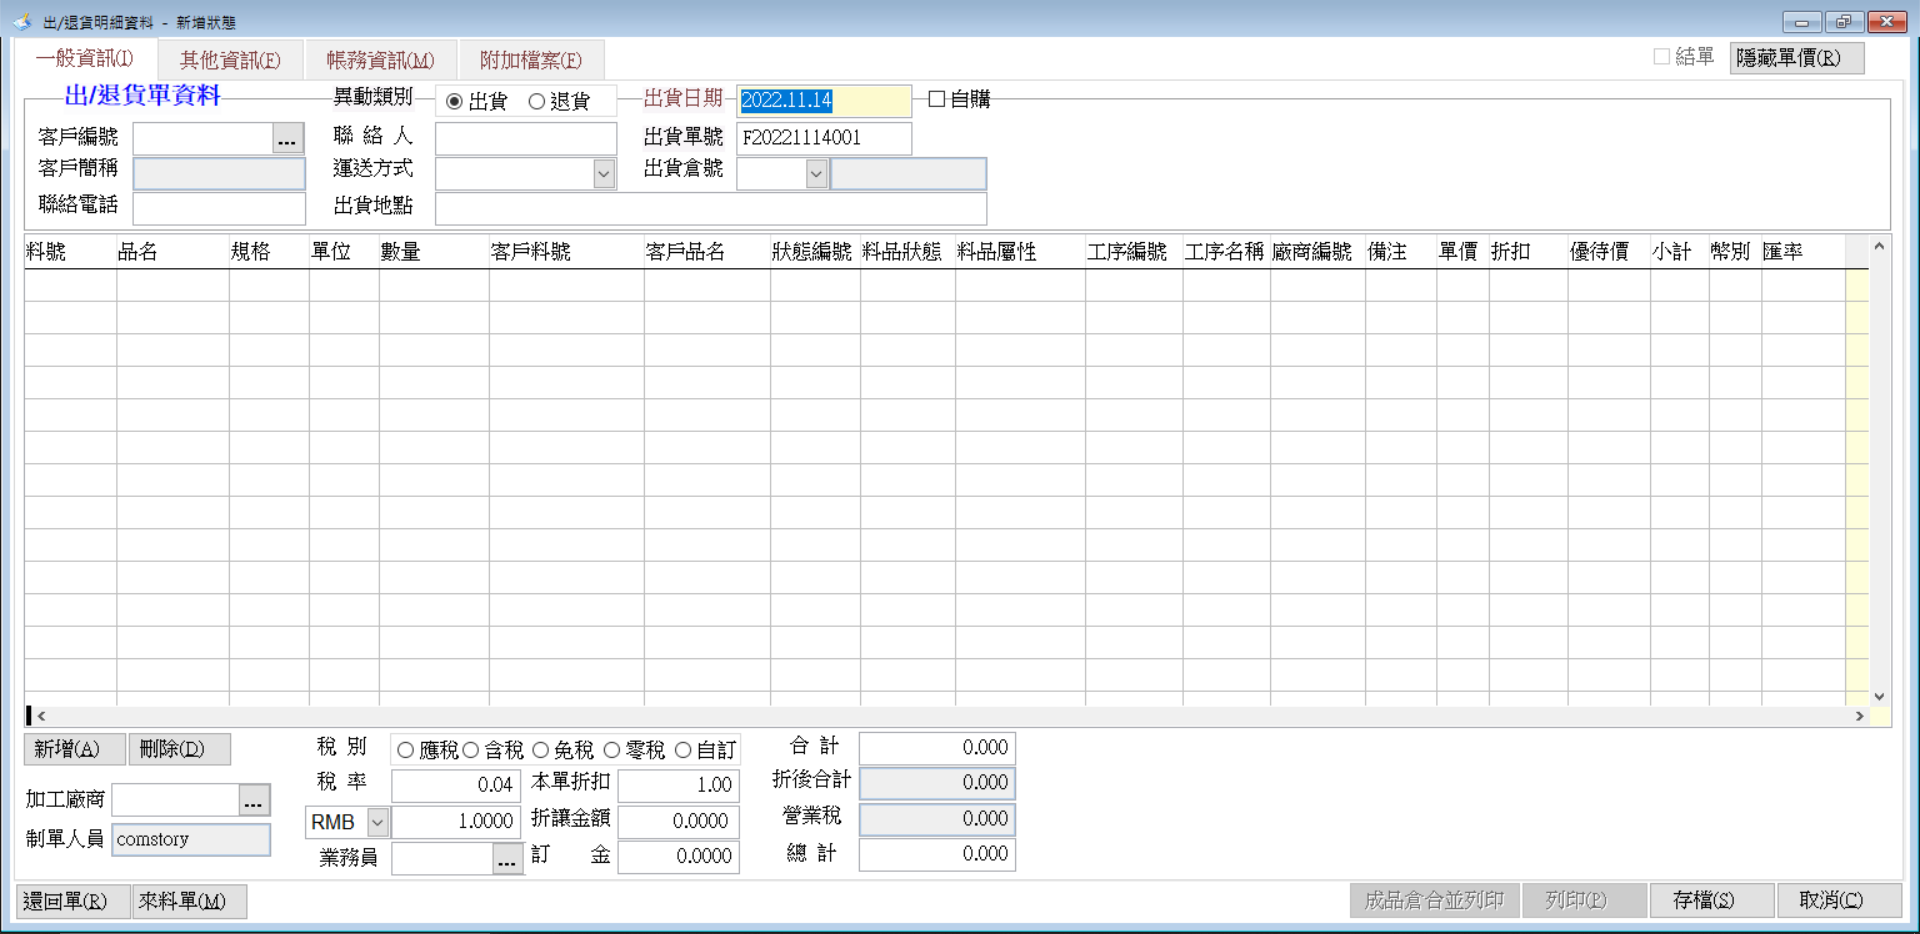 出/退貨明細資料 - 新增狀態
一般資訊(I) 其他資訊(E) 帳務資訊(M) 附加檔案(F) 結單 隱藏單價(R)
出/退貨單資料 異動類別 出貨 退貨 出貨日期 2022.11.14 自購
客戶編號 ... 聯絡人 出貨單號 F20221114001
客戶簡稱 運送方式 出貨倉號
聯絡電話 出貨地點
料號 品名 規格 單位 數量 客戶料號 客戶品名 狀態編號 料品狀態 料品屬性 工序編號 工序名稱 廠商編號 備注 單價 折扣 優待價 小計 幣別 匯率
新增(A) 刪除(D) 稅別 應稅 含稅 免稅 零稅 自訂 合計 0.000
稅率 0.04 本單折扣 1.00 折後合計 0.000
加工廠商 ... RMB 1.0000 折讓金額 0.0000 營業稅 0.000
制單人員 comstory 業務員 ... 訂金 0.0000 總計 0.000
還回單(R) 來料單(M) 成品倉合並列印 列印(P) 存檔(S) 取消(C)